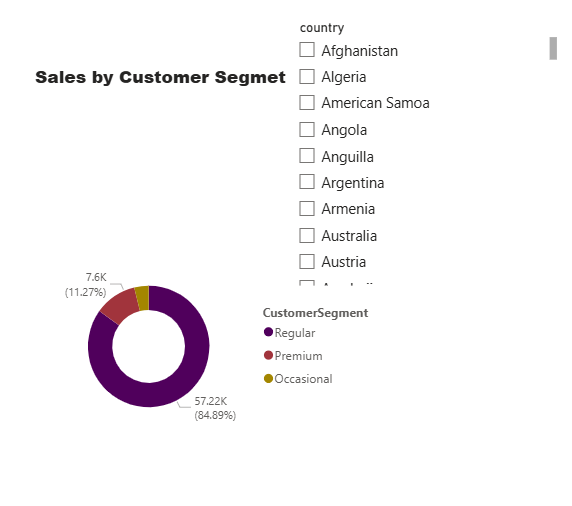 country
Afghanistan
Sales by Customer Segmet
Algeria
American Samoa
Angola
Anguilla
Argentina
Armenia
Australia
Austria
7.6K
(11.27%)
CustomerSegment
Regular
Premium
Occasional
57.22K
(84.89%)